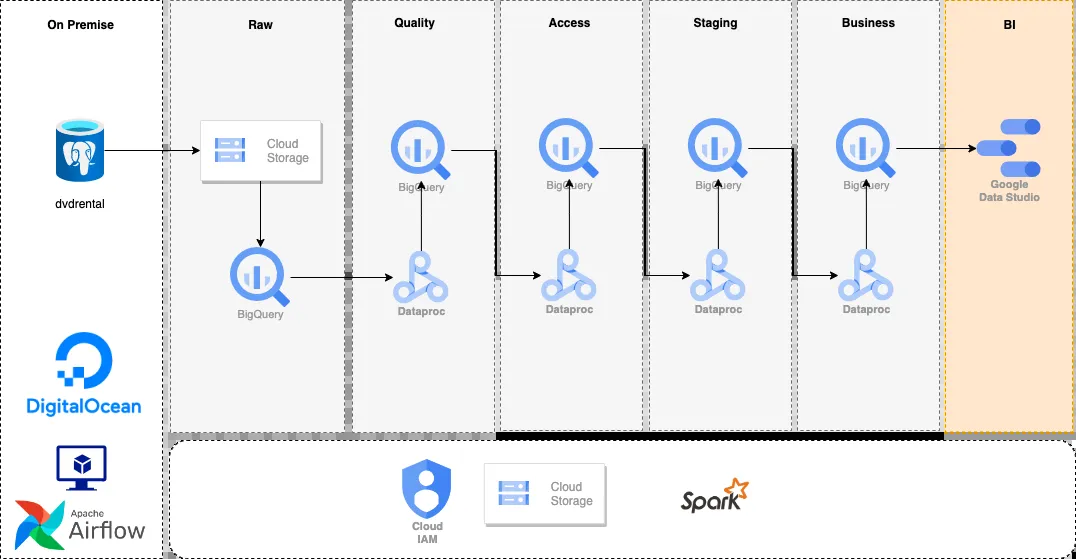 On Premise
Raw
Quality
Access
Staging
Business
BI
dvdrental
Cloud
Storage
BigQuery
BigQuery
Dataproc
BigQuery
Dataproc
BigQuery
Dataproc
BigQuery
Dataproc
BigQuery
Google
Data Studio
DigitalOcean
Apache
Airflow
Cloud
IAM
Cloud
Storage
Spark